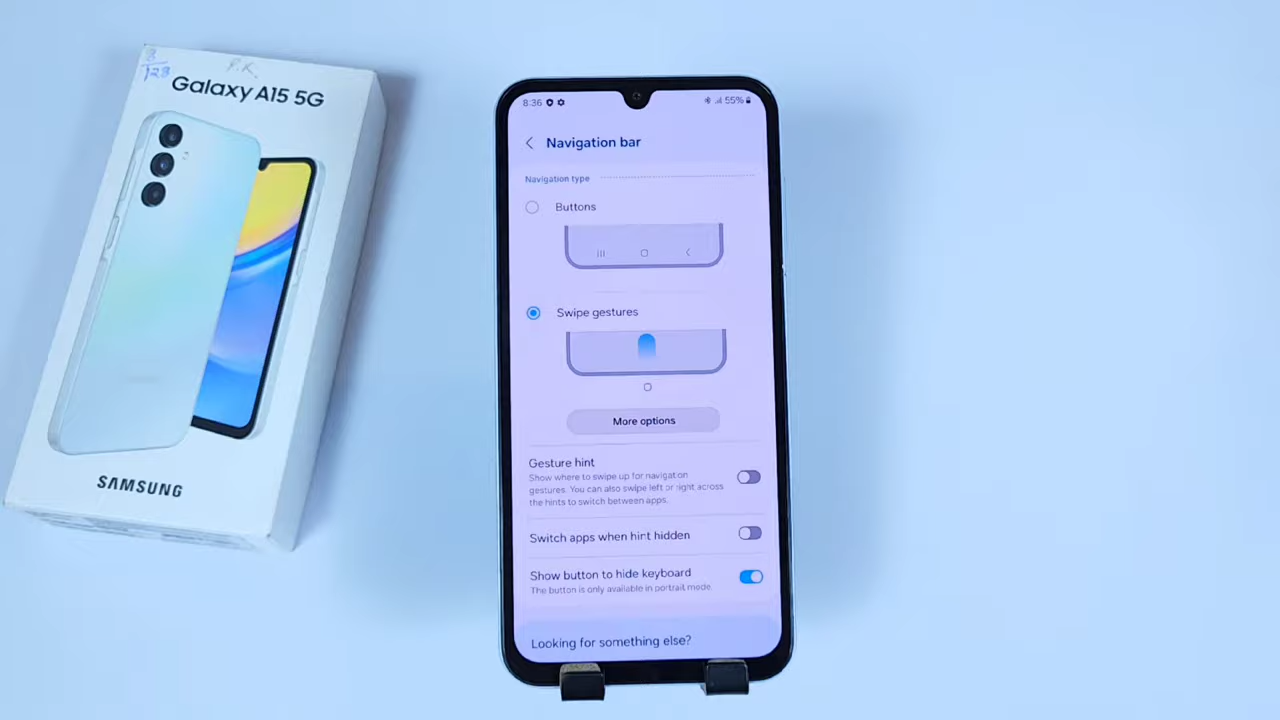 8
128
R.K.
Galaxy A15 5G
SAMSUNG
8:36
55%
Navigation bar
Navigation type
Buttons
Swipe gestures
More options
Gesture hint
Show where to swipe up for navigation
gestures. You can also swipe left or right across
the hints to switch between apps.
Switch apps when hint hidden
Show button to hide keyboard
The button is only available in portrait mode.
Looking for something else?